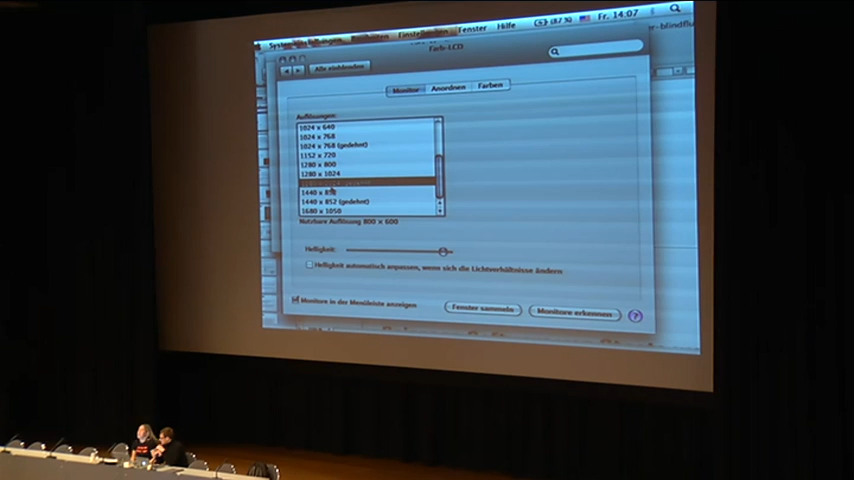 Fenster Hilfe (87%) Fr. 14:07
Farb-LCD
Alle einblenden
Monitor Anordnen Farben
Auflösungen:
1024 x 640
1024 x 768
1024 x 768 (gedehnt)
1152 x 720
1280 x 800
1280 x 1024
1440 x
1440 x 852 (gedehnt)
1680 x 1050
Nutzbare Auflösung 800 x 600
Helligkeit:
Helligkeit automatisch anpassen, wenn sich die Lichtverhältnisse ändern
Monitore in der Menüleiste anzeigen
Fenster sammeln
Monitore erkennen
?